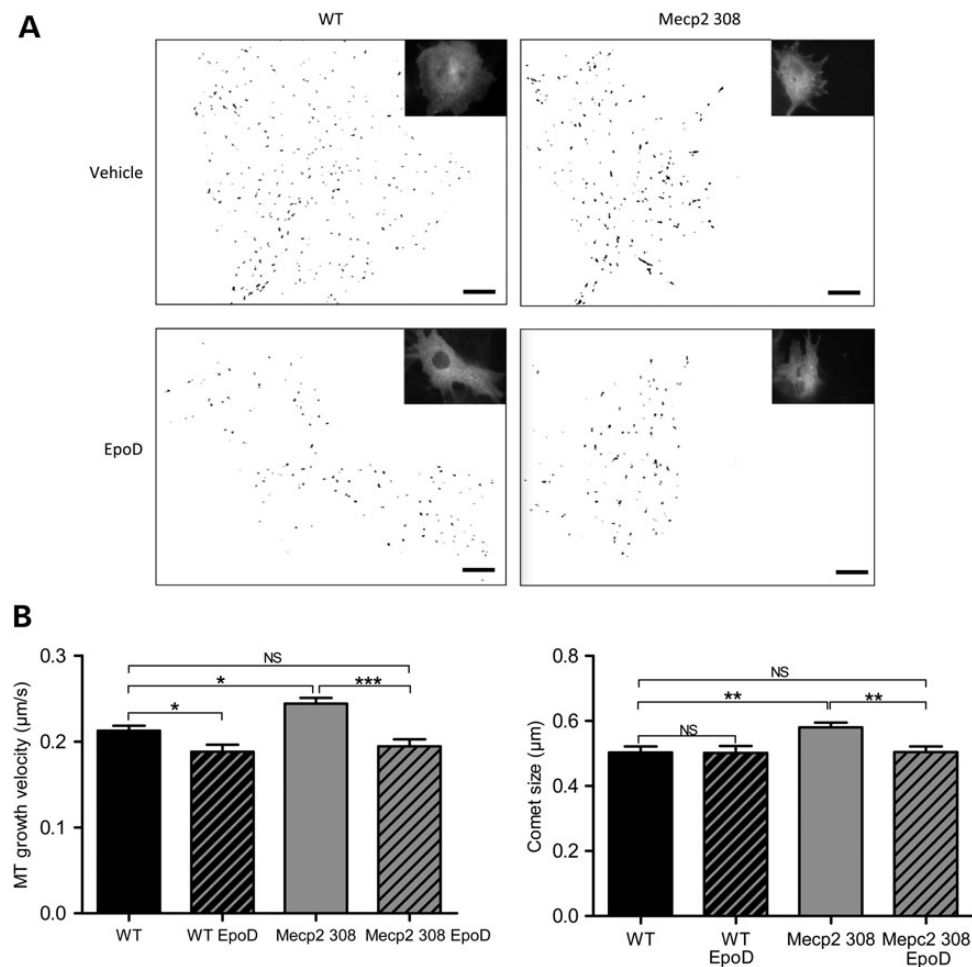 A
WT
Mecp2 308
Vehicle
EpoD
B
MT growth velocity (µm/s)
0.3
0.2
0.1
0.0
NS
*
***
*
WT
WT EpoD
Mecp2 308
Mecp2 308 EpoD
Comet size (µm)
0.8
0.6
0.4
0.2
0.0
NS
**
**
NS
WT
WT
EpoD
Mecp2 308
Mepc2 308
EpoD